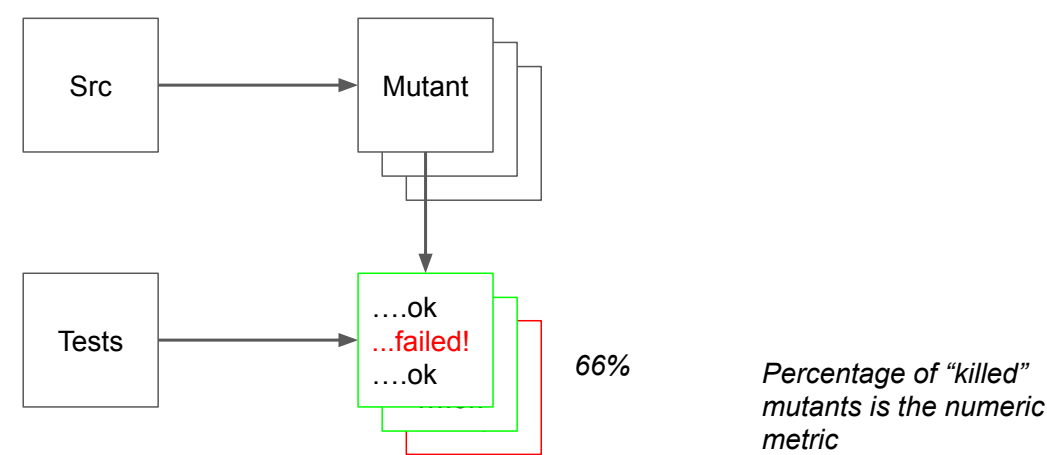 Src
Mutant
Tests
….ok
...failed!
….ok
66%
Percentage of “killed”
mutants is the numeric
metric